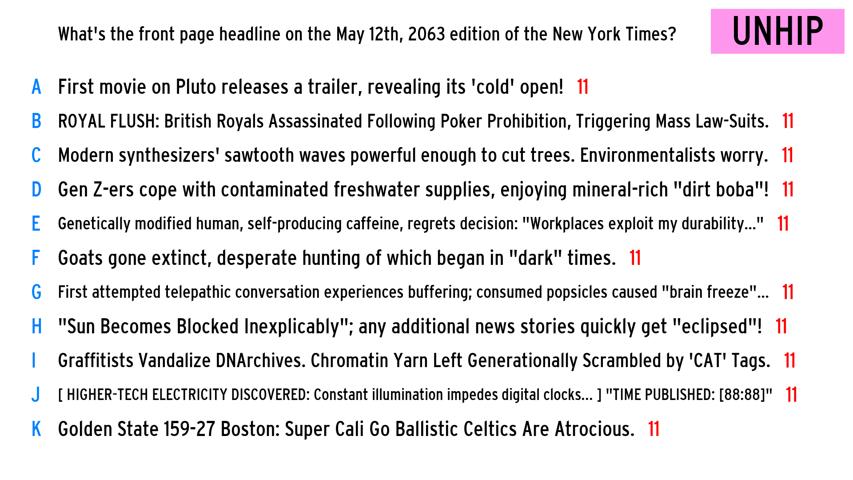 What's the front page headline on the May 12th, 2063 edition of the New York Times?
UNHIP
A First movie on Pluto releases a trailer, revealing its 'cold' open! 11
B ROYAL FLUSH: British Royals Assassinated Following Poker Prohibition, Triggering Mass Law-Suits. 11
C Modern synthesizers' sawtooth waves powerful enough to cut trees. Environmentalists worry. 11
D Gen Z-ers cope with contaminated freshwater supplies, enjoying mineral-rich "dirt boba"! 11
E Genetically modified human, self-producing caffeine, regrets decision: "Workplaces exploit my durability..." 11
F Goats gone extinct, desperate hunting of which began in "dark" times. 11
G First attempted telepathic conversation experiences buffering; consumed popsicles caused "brain freeze"... 11
H "Sun Becomes Blocked Inexplicably"; any additional news stories quickly get "eclipsed"! 11
I Graffitists Vandalize DNArchives. Chromatin Yarn Left Generationally Scrambled by 'CAT' Tags. 11
J [ HIGHER-TECH ELECTRICITY DISCOVERED: Constant illumination impedes digital clocks... ] "TIME PUBLISHED: [88:88]" 11
K Golden State 159-27 Boston: Super Cali Go Ballistic Celtics Are Atrocious. 11